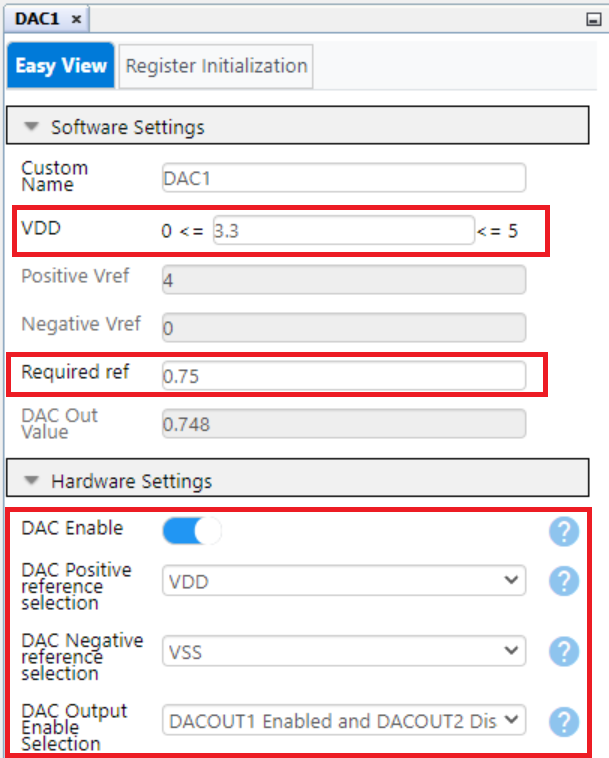 DAC1 ×
Easy View Register Initialization
Software Settings
Custom
Name
DAC1
VDD 0 <= 3.3 <= 5
Positive Vref 4
Negative Vref 0
Required ref 0.75
DAC Out
Value
0.748
Hardware Settings
DAC Enable ?
DAC Positive
reference
selection
VDD ?
DAC Negative
reference
selection
VSS ?
DAC Output
Enable
Selection
DACOUT1 Enabled and DACOUT2 Dis ?